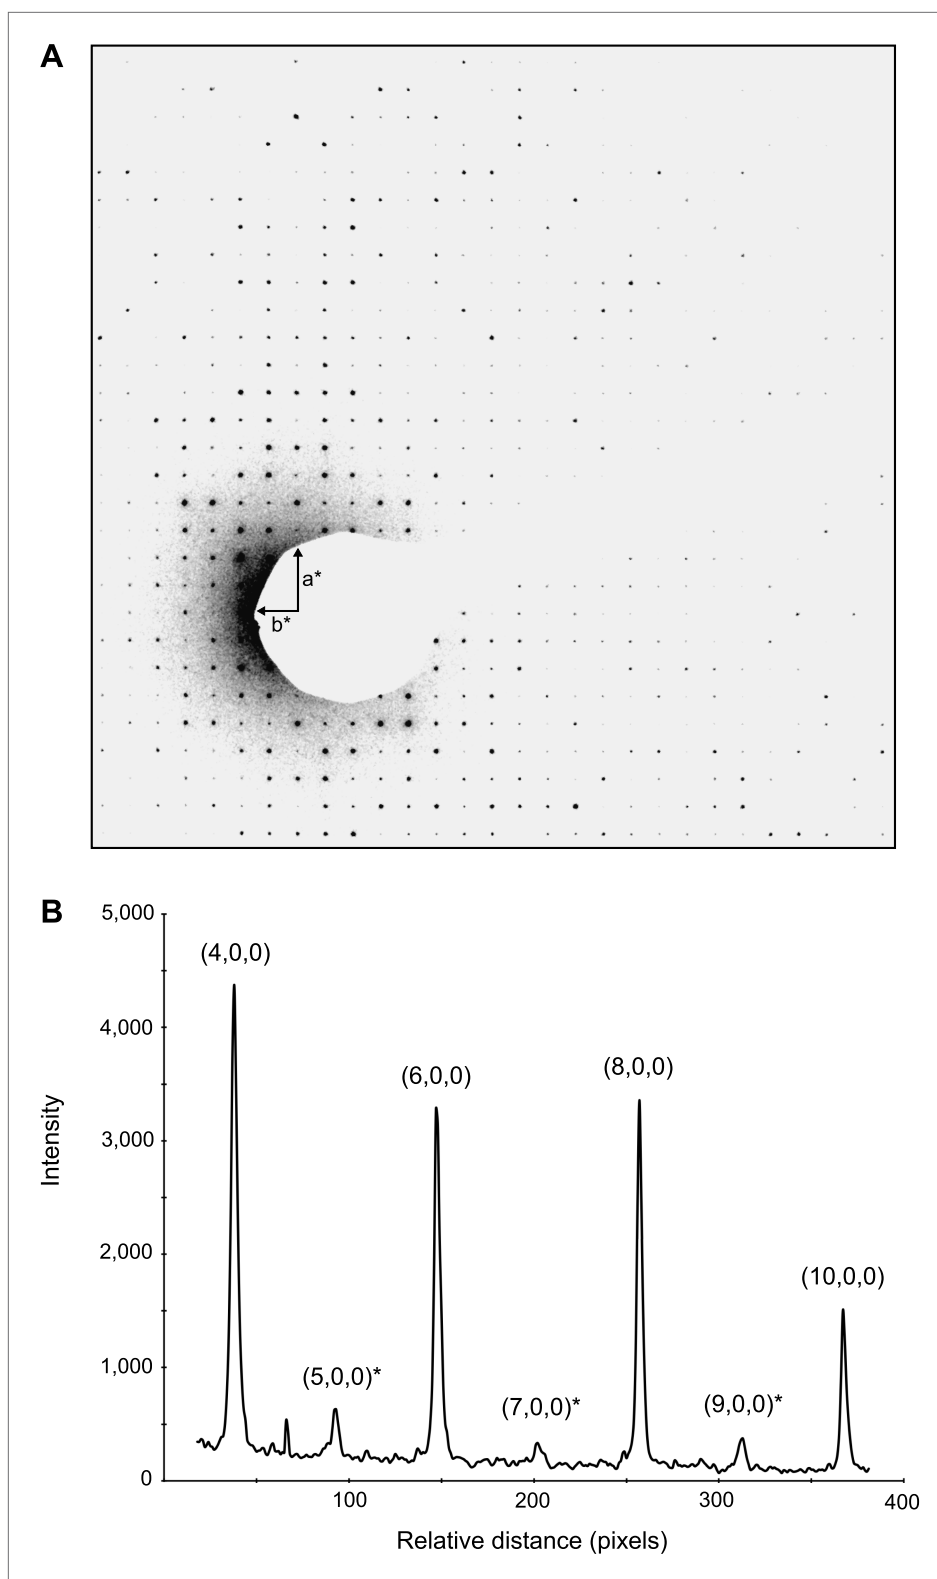 A
a*
b*
B
5,000
(4,0,0)
4,000
(6,0,0)
(8,0,0)
3,000
Intensity
2,000
(10,0,0)
1,000
(5,0,0)*
(7,0,0)*
(9,0,0)*
0
100
200
300
400
Relative distance (pixels)